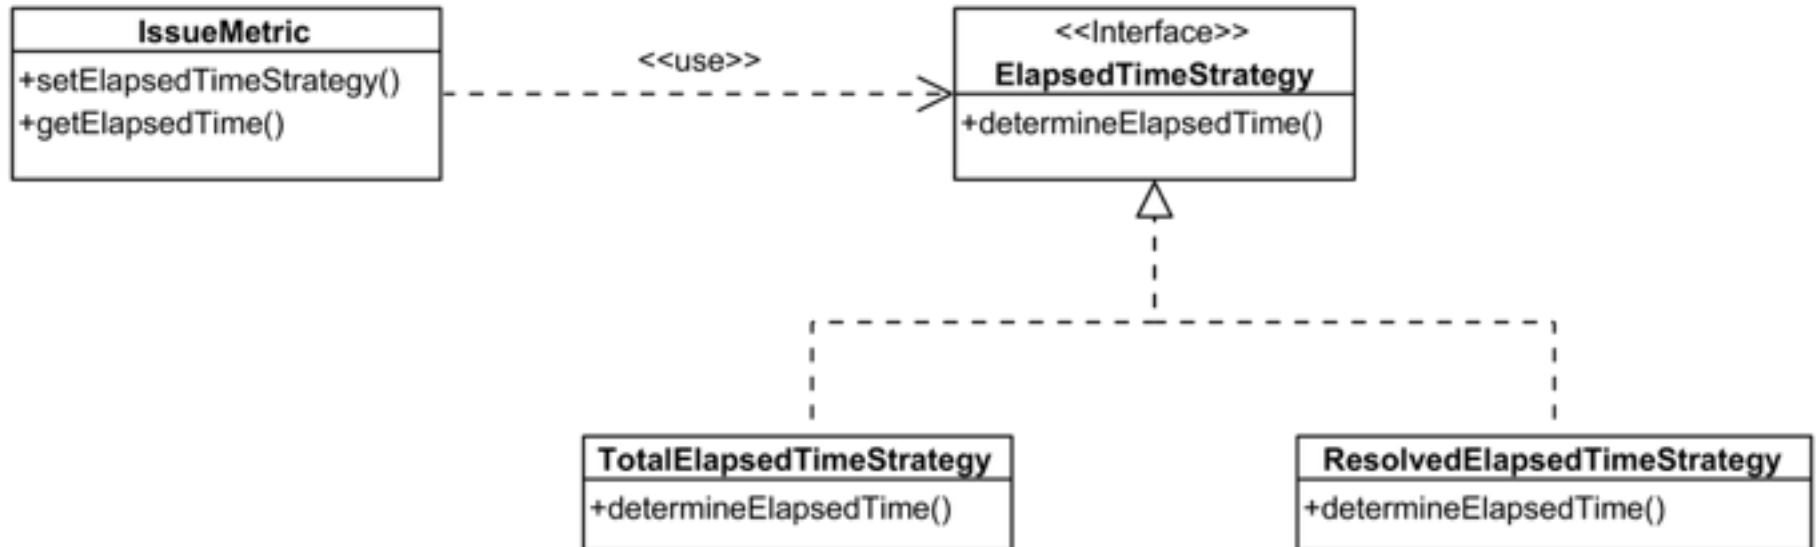 IssueMetric
+setElapsedTimeStrategy()
+getElapsedTime()
<<use>>
<<Interface>>
ElapsedTimeStrategy
+determineElapsedTime()
TotalElapsedTimeStrategy
+determineElapsedTime()
ResolvedElapsedTimeStrategy
+determineElapsedTime()